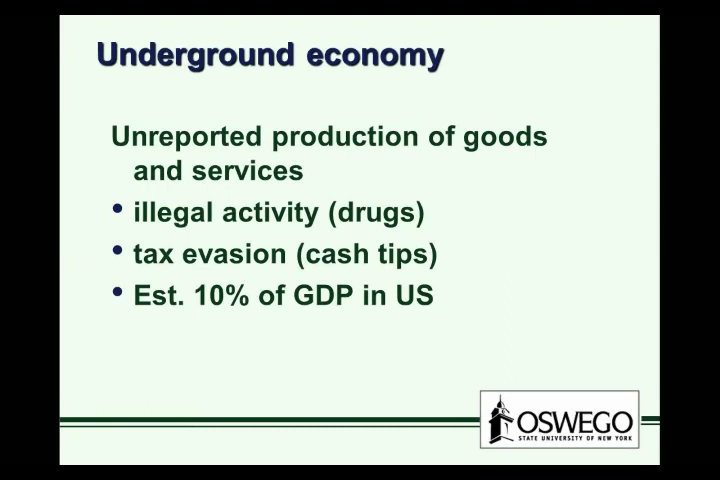 Underground economy
Unreported production of goods
and services
• illegal activity (drugs)
• tax evasion (cash tips)
• Est. 10% of GDP in US
OSWEGO
STATE UNIVERSITY OF NEW YORK